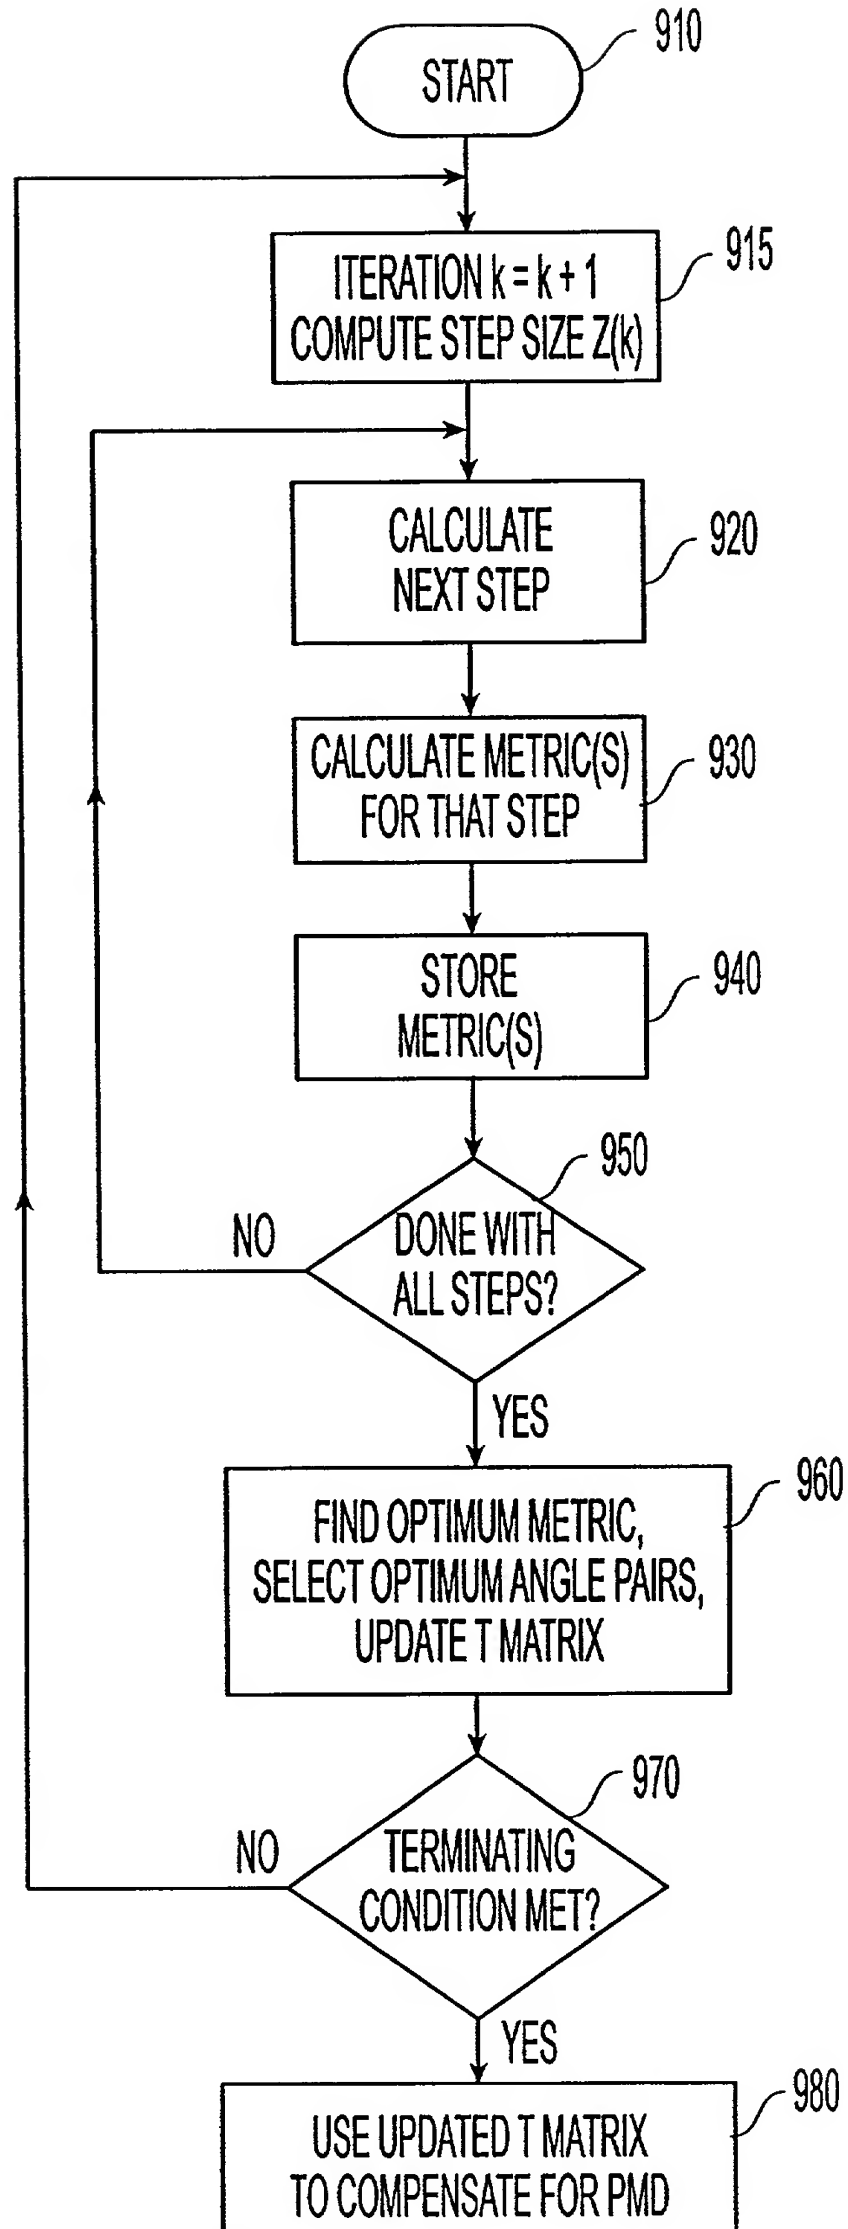 910
START
ITERATION k = k + 1
COMPUTE STEP SIZE Z(k)
915
CALCULATE
NEXT STEP
920
CALCULATE METRIC(S)
FOR THAT STEP
930
STORE
METRIC(S)
940
950
NO
DONE WITH
ALL STEPS?
YES
960
FIND OPTIMUM METRIC,
SELECT OPTIMUM ANGLE PAIRS,
UPDATE T MATRIX
970
NO
TERMINATING
CONDITION MET?
YES
980
USE UPDATED T MATRIX
TO COMPENSATE FOR PMD